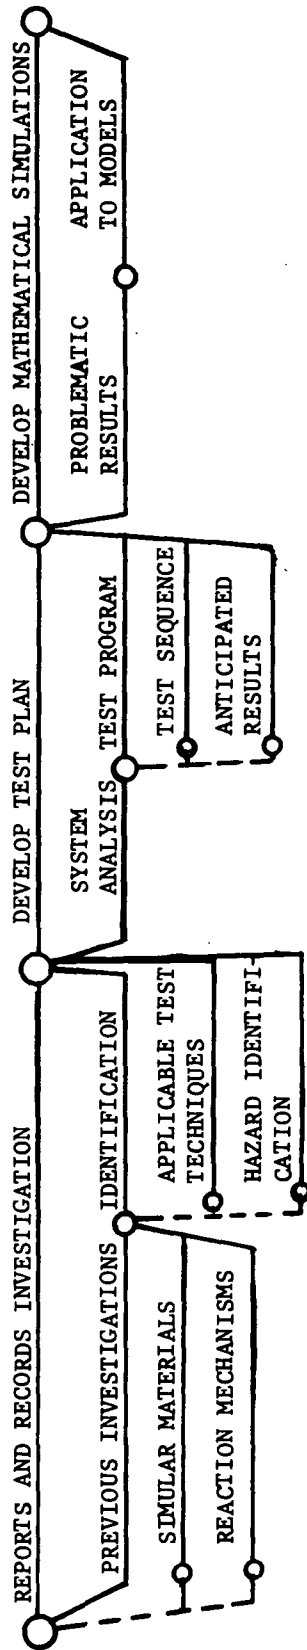 REPORTS AND RECORDS INVESTIGATION
DEVELOP TEST PLAN
DEVELOP MATHEMATICAL SIMULATIONS
PREVIOUS INVESTIGATIONS
IDENTIFICATION
SYSTEM
ANALYSIS
TEST PROGRAM
PROBLEMATIC
RESULTS
APPLICATION
TO MODELS
SIMULAR MATERIALS
REACTION MECHANISMS
APPLICABLE TEST
TECHNIQUES
HAZARD IDENTIFI-
CATION
TEST SEQUENCE
ANTICIPATED
RESULTS